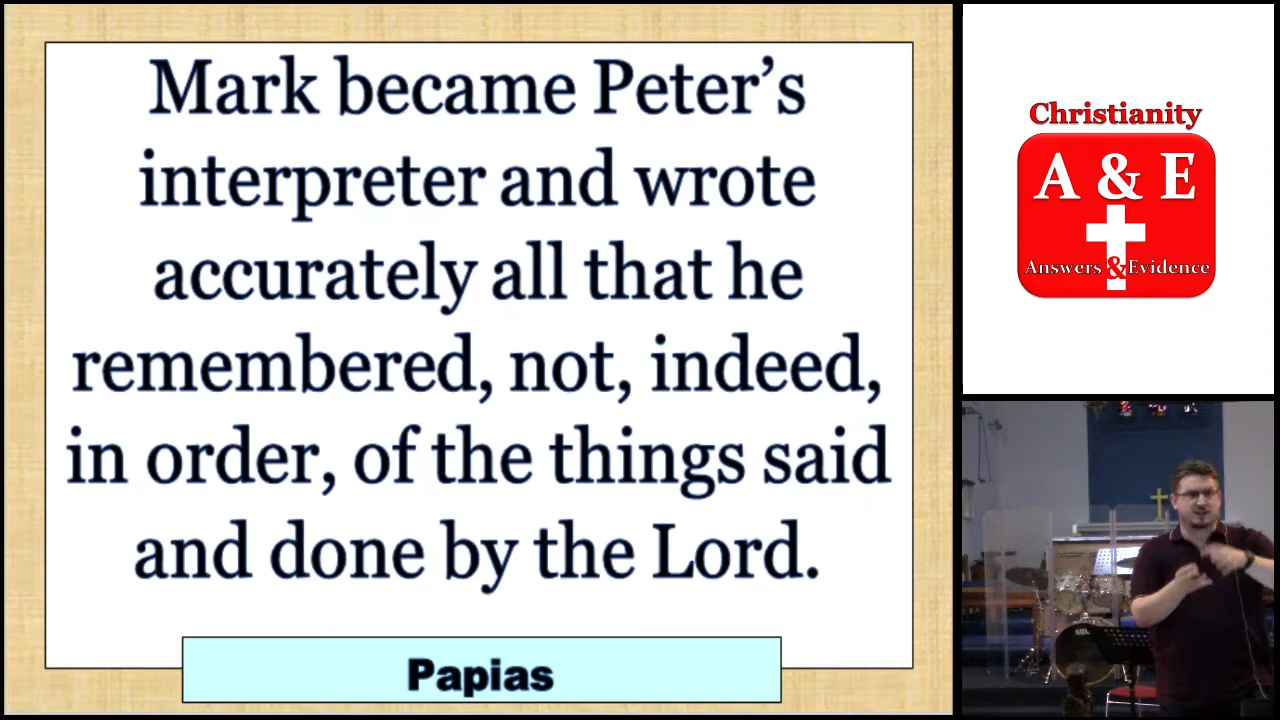 Mark became Peter’s
interpreter and wrote
accurately all that he
remembered, not, indeed,
in order, of the things said
and done by the Lord.
Papias
Christianity
A & E
Answers & Evidence